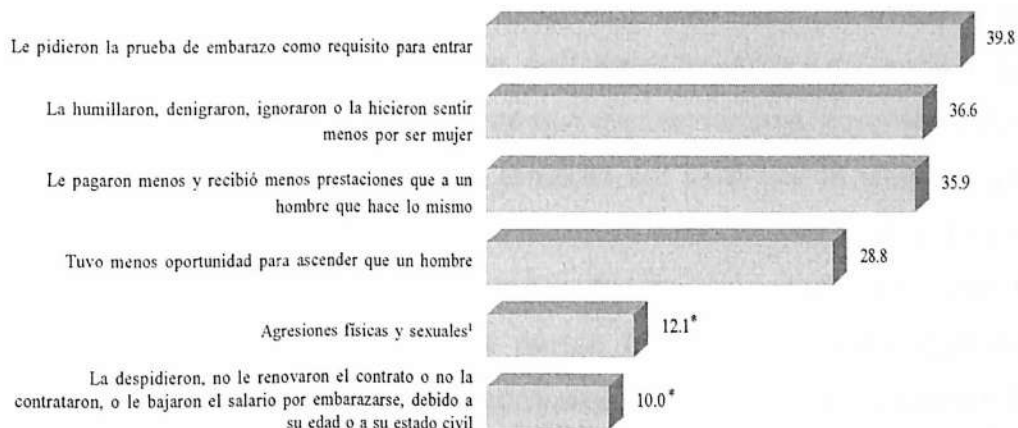 Le pidieron la prueba de embarazo como requisito para entrar
39.8
La humillaron, denigraron, ignoraron o la hicieron sentir
menos por ser mujer
36.6
Le pagaron menos y recibió menos prestaciones que a un
hombre que hace lo mismo
35.9
Tuvo menos oportunidad para ascender que un hombre
28.8
Agresiones físicas y sexuales¹
12.1*
La despidieron, no le renovaron el contrato o no la
contrataron, o le bajaron el salario por embarazarse, debido a
su edad o a su estado civil
10.0*